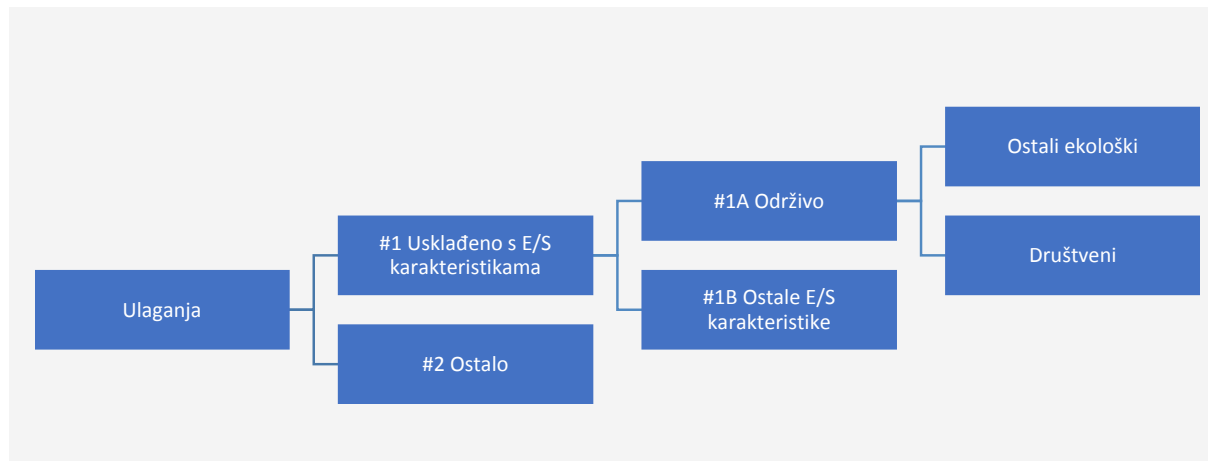 Ulaganja
#1 Usklađeno s E/S
karakteristikama
#2 Ostalo
#1A Održivo
#1B Ostale E/S
karakteristike
Ostali ekološki
Društveni